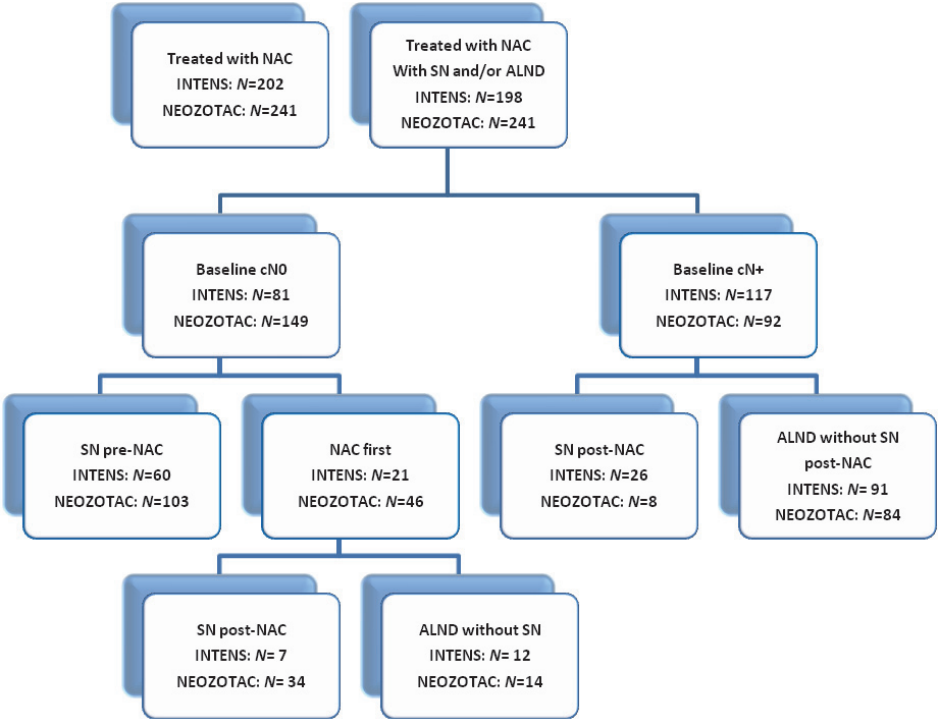 Treated with NAC
INTENS: N=202
NEOZOTAC: N=241
Treated with NAC
With SN and/or ALND
INTENS: N=198
NEOZOTAC: N=241
Baseline cN0
INTENS: N=81
NEOZOTAC: N=149
Baseline cN+
INTENS: N=117
NEOZOTAC: N=92
SN pre-NAC
INTENS: N=60
NEOZOTAC: N=103
NAC first
INTENS: N=21
NEOZOTAC: N=46
SN post-NAC
INTENS: N=26
NEOZOTAC: N=8
ALND without SN
post-NAC
INTENS: N= 91
NEOZOTAC: N=84
SN post-NAC
INTENS: N= 7
NEOZOTAC: N= 34
ALND without SN
INTENS: N= 12
NEOZOTAC: N=14